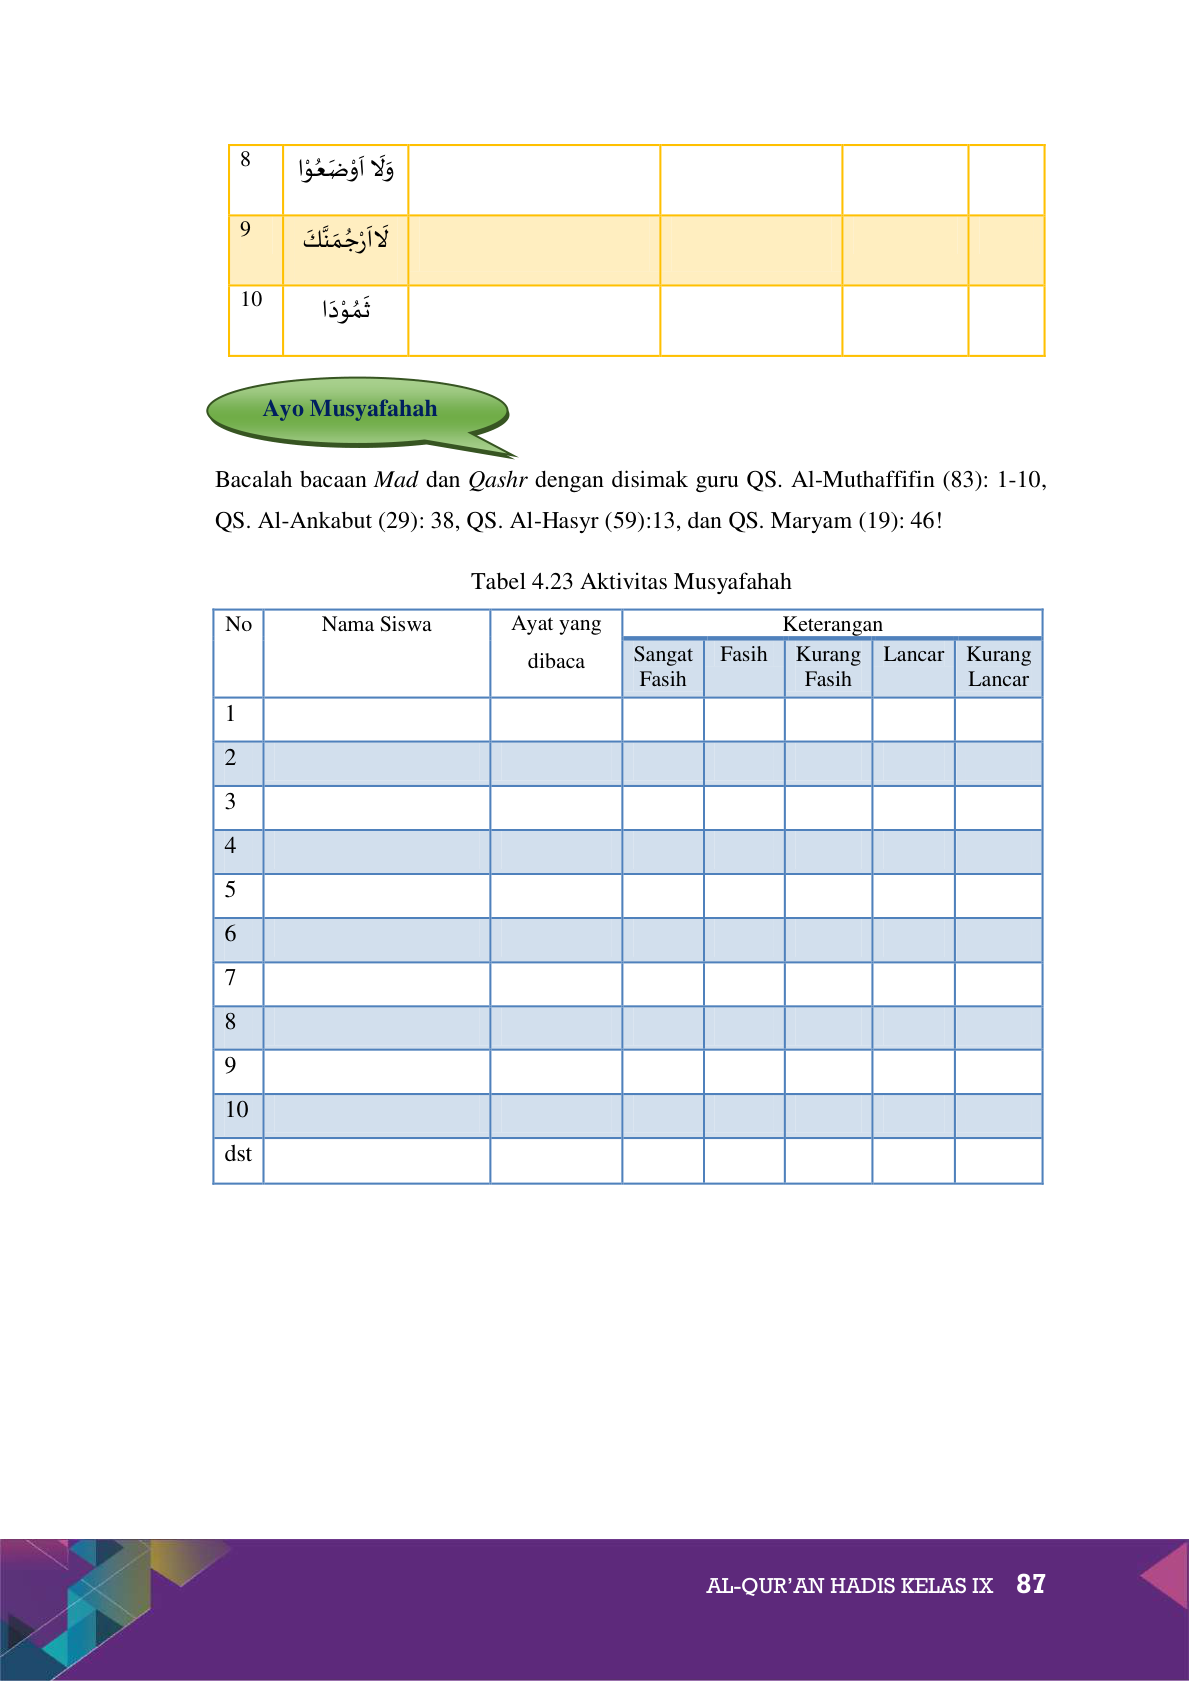 8 وَلَا۟ اَوْضَعُوْا
9 لَااَرْجُمَنَّكَ
10 ثَمُوْدَا
Ayo Musyafahah
Bacalah bacaan Mad dan Qashr dengan disimak guru QS. Al-Muthaffifin (83): 1-10,
QS. Al-Ankabut (29): 38, QS. Al-Hasyr (59):13, dan QS. Maryam (19): 46!
Tabel 4.23 Aktivitas Musyafahah
No Nama Siswa Ayat yang dibaca Keterangan
Sangat Fasih Fasih Kurang Fasih Lancar Kurang Lancar
1
2
3
4
5
6
7
8
9
10
dst
AL-QUR’AN HADIS KELAS IX 87